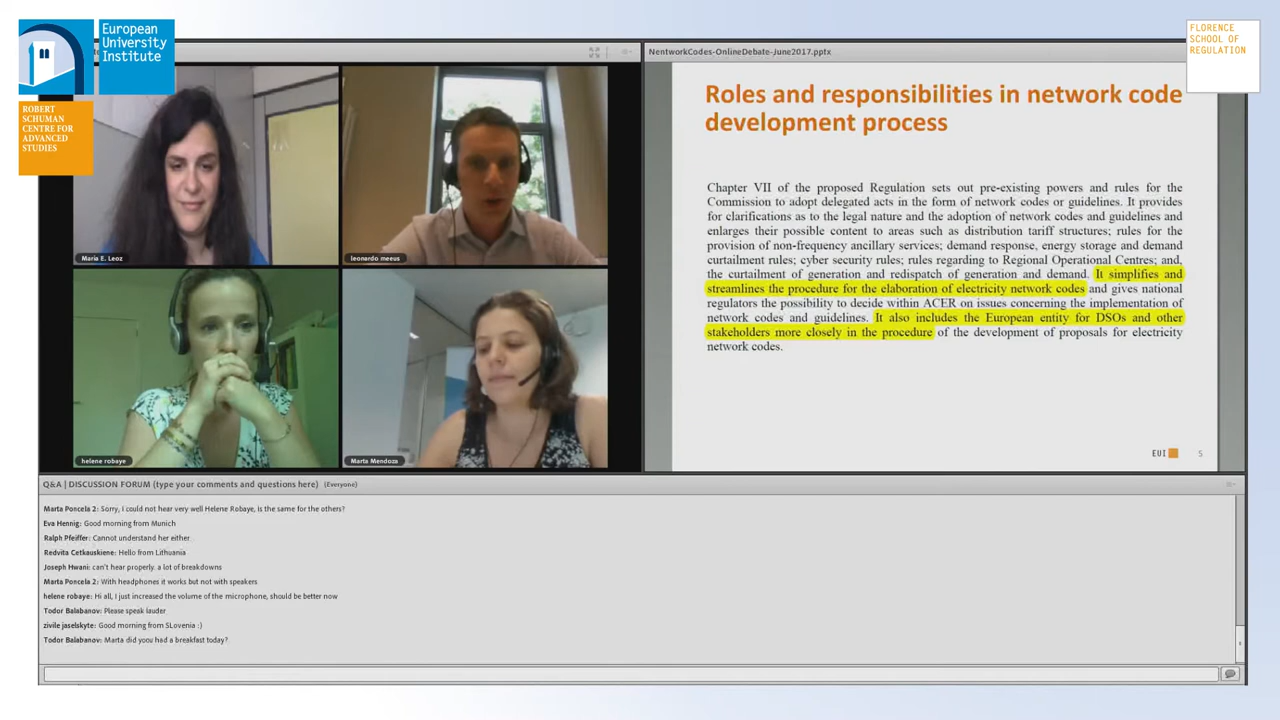 European
University
Institute
ROBERT
SCHUMAN
CENTRE FOR
ADVANCED
STUDIES
FLORENCE
SCHOOL OF
REGULATION
NentworkCodes-OnlineDebate-June2017.pptx
Maria E. Leoz
leonardo meeus
helene robaye
Marta Mendoza
Roles and responsibilities in network code
development process
Chapter VII of the proposed Regulation sets out pre-existing powers and rules for the
Commission to adopt delegated acts in the form of network codes or guidelines. It provides
for clarifications as to the legal nature and the adoption of network codes and guidelines and
enlarges their possible content to areas such as distribution tariff structures; rules for the
provision of non-frequency ancillary services; demand response, energy storage and demand
curtailment rules; cyber security rules; rules regarding to Regional Operational Centres; and,
the curtailment of generation and redispatch of generation and demand. It simplifies and
streamlines the procedure for the elaboration of electricity network codes and gives national
regulators the possibility to decide within ACER on issues concerning the implementation of
network codes and guidelines. It also includes the European entity for DSOs and other
stakeholders more closely in the procedure of the development of proposals for electricity
network codes.
EUI 5
Q&A | DISCUSSION FORUM (type your comments and questions here) (Everyone)
Marta Poncela 2: Sorry, I could not hear very well Helene Robaye, is the same for the others?
Eva Hennig: Good morning from Munich
Ralph Pfeiffer: Cannot understand her either
Redvita Cetkauskiene: Hello from Lithuania
Joseph Hwani: can't hear properly. a lot of breakdowns
Marta Poncela 2: With headphones it works but not with speakers
helene robaye: Hi all, I just increased the volume of the microphone, should be better now
Todor Balabanov: Please speak lauder
zivile jaselskyte: Good morning from SLovenia :)
Todor Balabanov: Marta did yoou had a breakfast today?